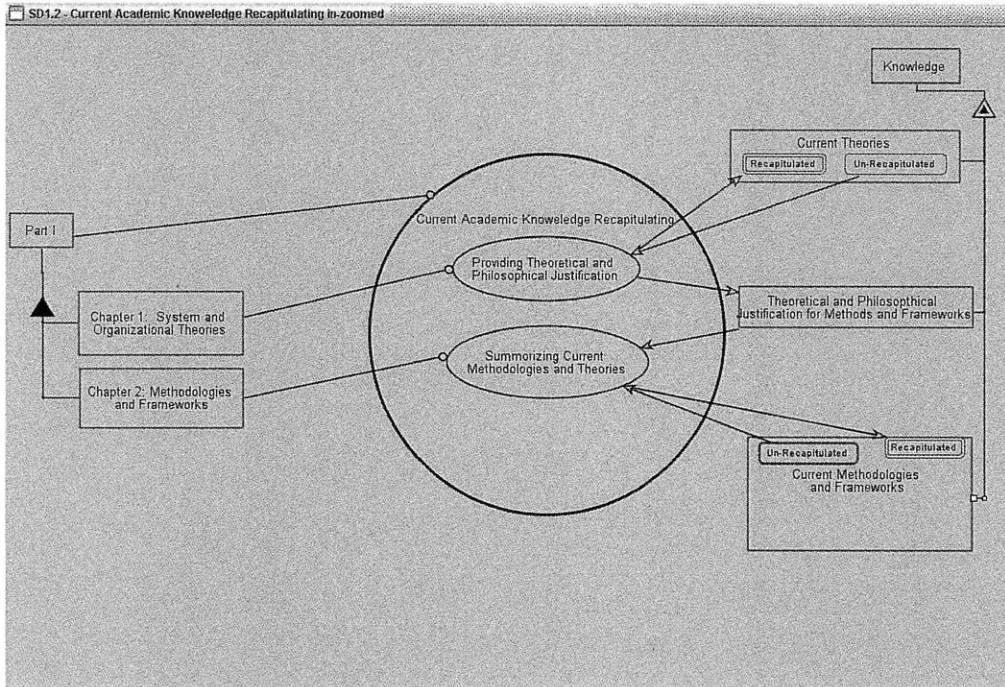 SD1.2 - Current Academic Knoweledge Recapitulating in-zoomed
Knowledge
Current Theories
Recapitulated
Un-Recapitulated
Current Academic Knoweledge Recapitulating
Part I
Providing Theoretical and
Philosophical Justification
Chapter 1: System and
Organizational Theories
Theoretical and Philosopthical
Justification for Methods and Frameworks
Summorizing Current
Methodologies and Theories
Chapter 2: Methodologies
and Frameworks
Un-Recapitulated
Recapitulated
Current Methodologies
and Frameworks